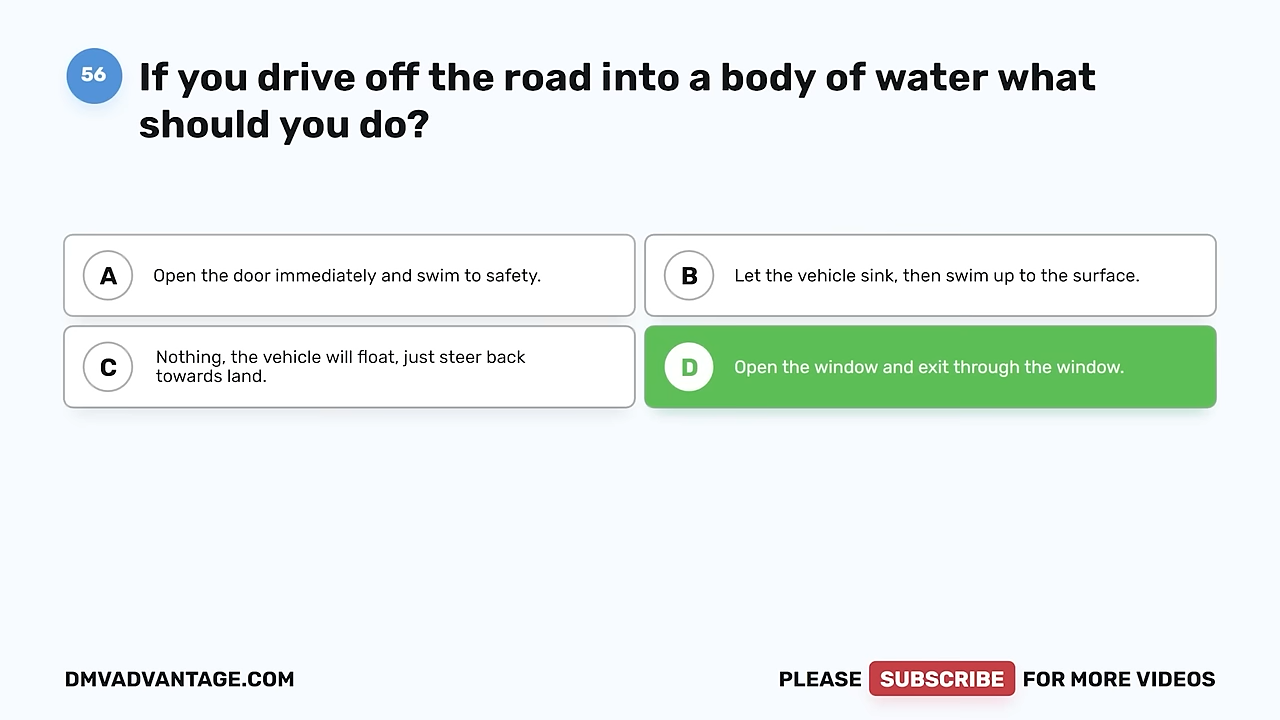 56
If you drive off the road into a body of water what
should you do?
A
Open the door immediately and swim to safety.
B
Let the vehicle sink, then swim up to the surface.
C
Nothing, the vehicle will float, just steer back
towards land.
D
Open the window and exit through the window.
DMVADVANTAGE.COM
PLEASE SUBSCRIBE FOR MORE VIDEOS